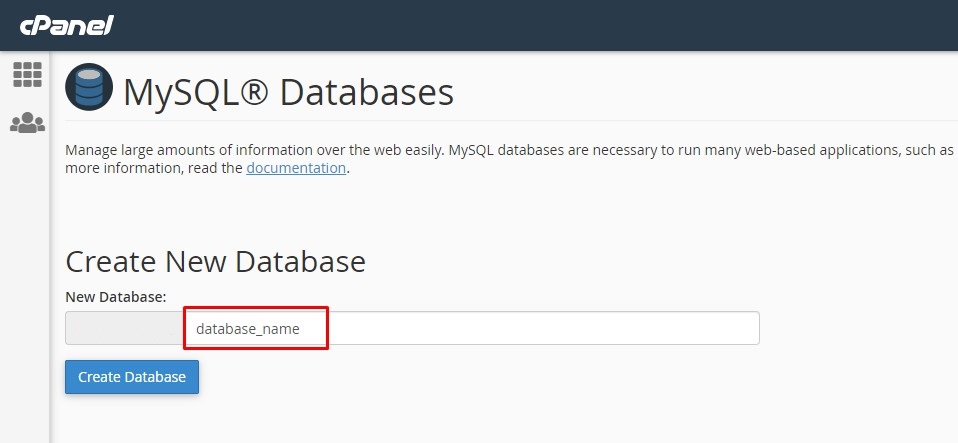 cPanel
MySQL® Databases
Manage large amounts of information over the web easily. MySQL databases are necessary to run many web-based applications, such as
more information, read the documentation.
Create New Database
New Database:
database_name
Create Database